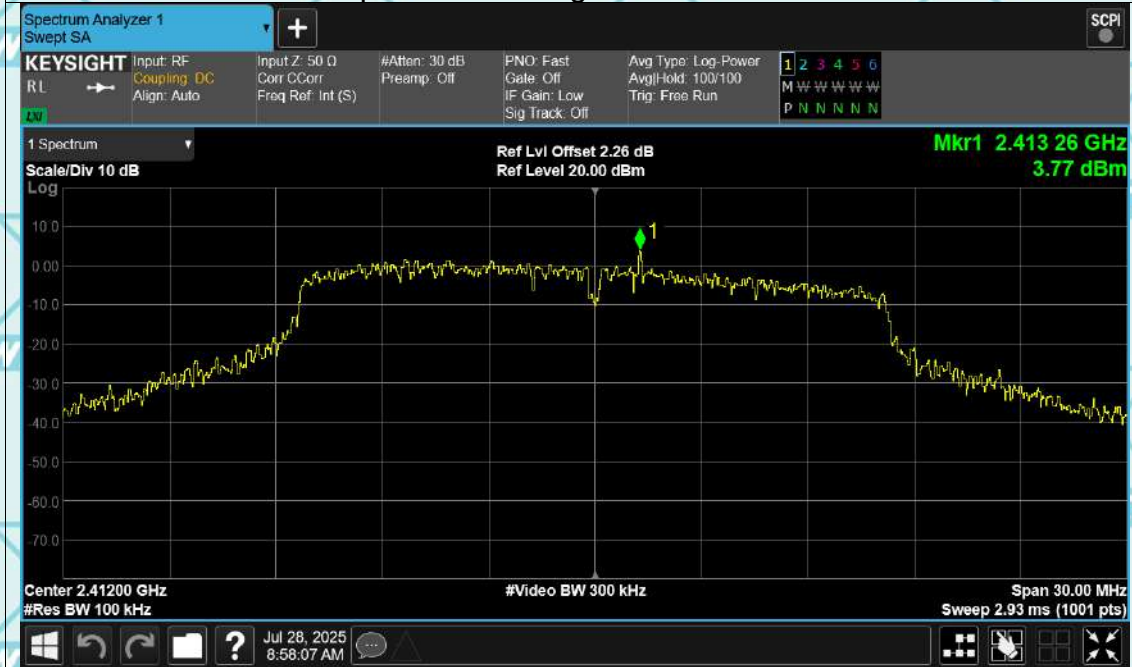 Spectrum Analyzer 1
Swept SA
+
SCPI
KEYSIGHT
RL
LXI
Input: RF
Coupling: DC
Align: Auto
Input Z: 50 Ω
Corr CCorr
Freq Ref: Int (S)
#Atten: 30 dB
Preamp: Off
PNO: Fast
Gate: Off
IF Gain: Low
Sig Track: Off
Avg Type: Log-Power
Avg|Hold: 100/100
Trig: Free Run
1 2 3 4 5 6
M W W W W W
P N N N N N
1 Spectrum
Scale/Div 10 dB
Log
Ref Lvl Offset 2.26 dB
Ref Level 20.00 dBm
Mkr1 2.413 26 GHz
3.77 dBm
1
10.0
0.00
-10.0
-20.0
-30.0
-40.0
-50.0
-60.0
-70.0
Center 2.41200 GHz
#Res BW 100 kHz
#Video BW 300 kHz
Span 30.00 MHz
Sweep 2.93 ms (1001 pts)
?
Jul 28, 2025
8:58:07 AM